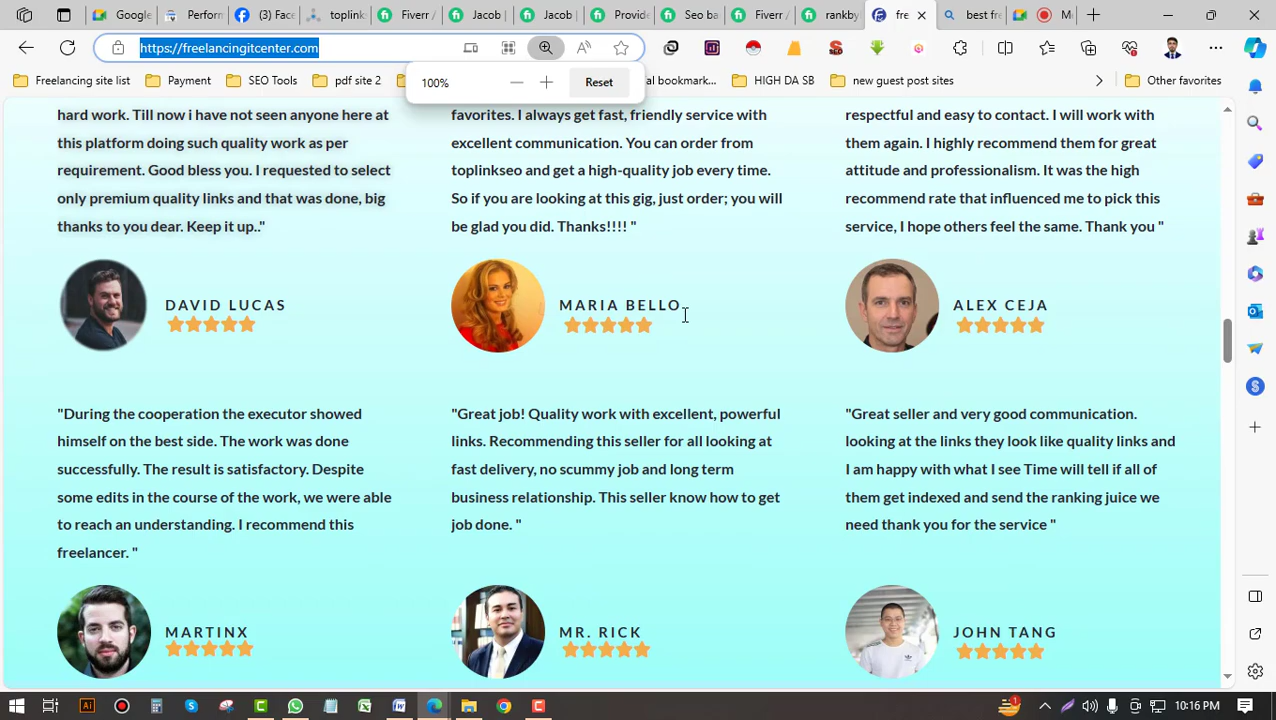 Google
Perform
(3) Face
toplink
Fiverr /
Jacob |
Jacob |
Provide
Seo ba
Fiverr /
rankby
fre
best fre
M
https://freelancingitcenter.com
Freelancing site list
Payment
SEO Tools
pdf site 2
al bookmark...
HIGH DA SB
new guest post sites
Other favorites
100%
Reset
hard work. Till now i have not seen anyone here at
this platform doing such quality work as per
requirement. Good bless you. I requested to select
only premium quality links and that was done, big
thanks to you dear. Keep it up.."
DAVID LUCAS
favorites. I always get fast, friendly service with
excellent communication. You can order from
toplinkseo and get a high-quality job every time.
So if you are looking at this gig, just order; you will
be glad you did. Thanks!!!! "
MARIA BELLO
respectful and easy to contact. I will work with
them again. I highly recommend them for great
attitude and professionalism. It was the high
recommend rate that influenced me to pick this
service, I hope others feel the same. Thank you "
ALEX CEJA
"During the cooperation the executor showed
himself on the best side. The work was done
successfully. The result is satisfactory. Despite
some edits in the course of the work, we were able
to reach an understanding. I recommend this
freelancer. "
MARTINX
"Great job! Quality work with excellent, powerful
links. Recommending this seller for all looking at
fast delivery, no scummy job and long term
business relationship. This seller know how to get
job done. "
MR. RICK
"Great seller and very good communication.
looking at the links they look like quality links and
I am happy with what I see Time will tell if all of
them get indexed and send the ranking juice we
need thank you for the service "
JOHN TANG
10:16 PM